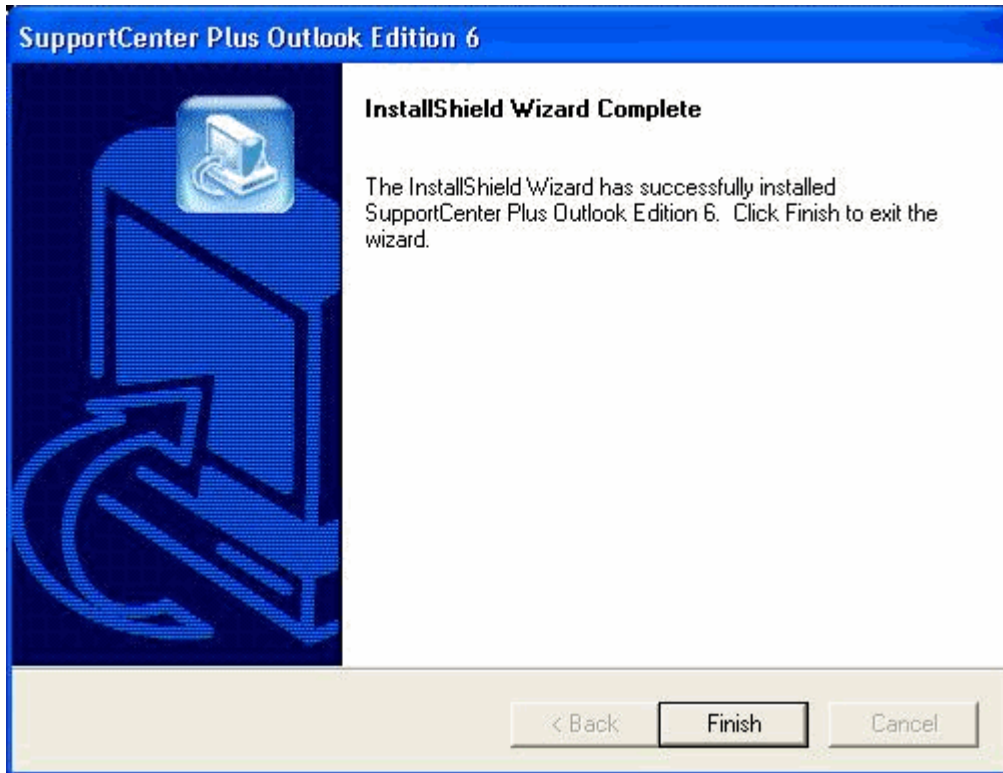 SupportCenter Plus Outlook Edition 6
InstallShield Wizard Complete
The InstallShield Wizard has successfully installed
SupportCenter Plus Outlook Edition 6. Click Finish to exit the
wizard.
< Back
Finish
Cancel